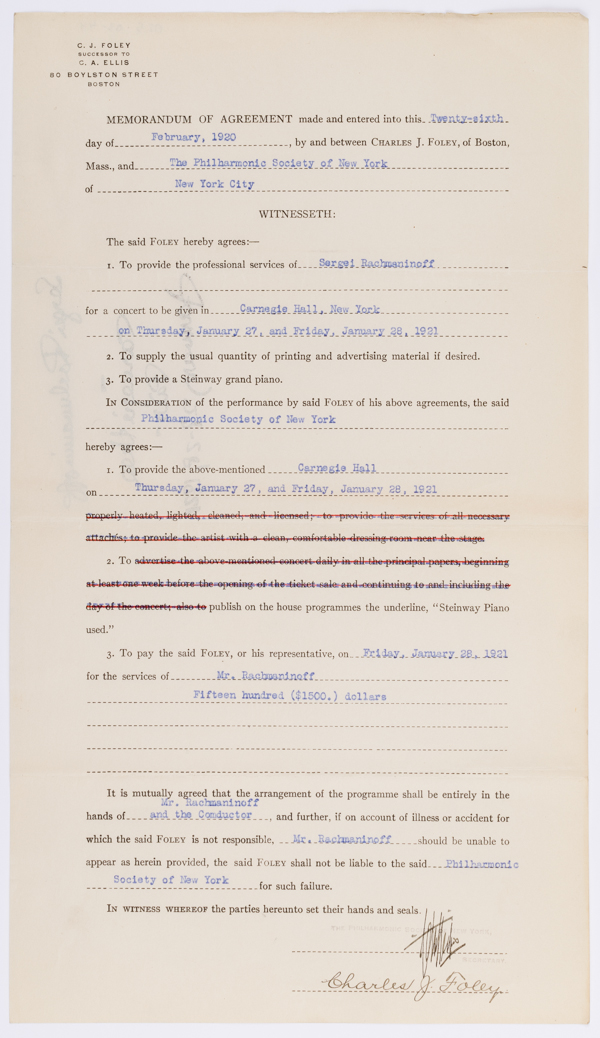 C. J. FOLEY
SUCCESSOR TO
C. A. ELLIS
80 BOYLSTON STREET
BOSTON
MEMORANDUM OF AGREEMENT made and entered into this Twenty-sixth
day of February, 1920, by and between CHARLES J. FOLEY, of Boston,
Mass., and The Philharmonic Society of New York
of New York City
WITNESSETH:
The said FOLEY hereby agrees:—
1. To provide the professional services of Sergei Rachmaninoff
for a concert to be given in Carnegie Hall, New York
on Thursday, January 27, and Friday, January 28, 1921
2. To supply the usual quantity of printing and advertising material if desired.
3. To provide a Steinway grand piano.
IN CONSIDERATION of the performance by said FOLEY of his above agreements, the said
Philharmonic Society of New York
hereby agrees:—
1. To provide the above-mentioned Carnegie Hall
on Thursday, January 27, and Friday, January 28, 1921
properly heated, lighted, cleaned, and licensed; to provide the services of all necessary
attachés; to provide the artist with a clean, comfortable dressing room near the stage.
2. To advertise the above-mentioned concert daily in all the principal papers, beginning
at least one week before the opening of the ticket sale and continuing to and including the
day of the concert; also to publish on the house programmes the underline, "Steinway Piano
used."
3. To pay the said FOLEY, or his representative, on Friday, January 28, 1921
for the services of Mr. Rachmaninoff
Fifteen hundred ($1500.) dollars
It is mutually agreed that the arrangement of the programme shall be entirely in the
Mr. Rachmaninoff
hands of and the Conductor, and further, if on account of illness or accident for
which the said FOLEY is not responsible, Mr. Rachmaninoff should be unable to
appear as herein provided, the said FOLEY shall not be liable to the said Philharmonic
Society of New York for such failure.
IN WITNESS WHEREOF the parties hereunto set their hands and seals.
Charles J. Foley